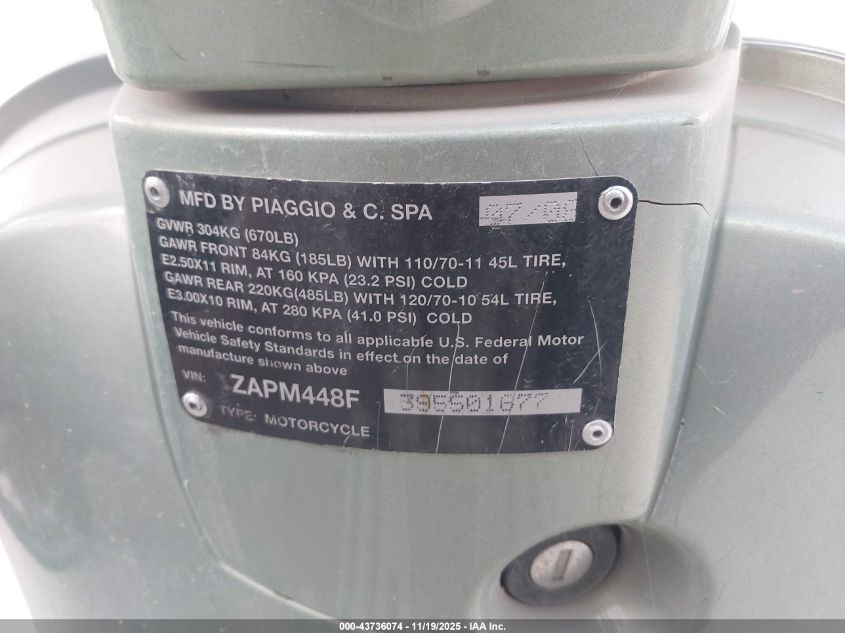 MFD BY PIAGGIO & C. SPA 07/08
GVWR 304KG (670LB)
GAWR FRONT 84KG (185LB) WITH 110/70-11 45L TIRE,
E2.50X11 RIM, AT 160 KPA (23.2 PSI) COLD
GAWR REAR 220KG(485LB) WITH 120/70-10 54L TIRE,
E3.00X10 RIM, AT 280 KPA (41.0 PSI) COLD
This vehicle conforms to all applicable U.S. Federal Motor
Vehicle Safety Standards in effect on the date of
manufacture shown above
VIN: ZAPM448F
TYPE: MOTORCYCLE
000-43736074 - 11/19/2025 - IAA Inc.